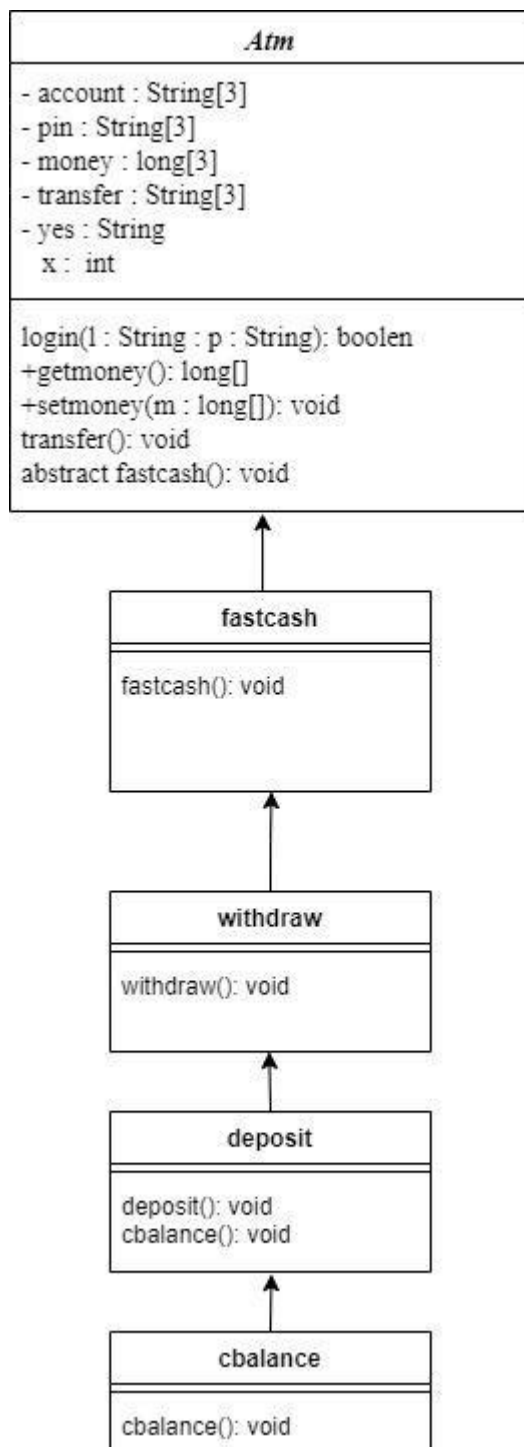 Atm
- account : String[3]
- pin : String[3]
- money : long[3]
- transfer : String[3]
- yes : String
x : int
login(l : String : p : String): boolen
+getmoney(): long[]
+setmoney(m : long[]): void
transfer(): void
abstract fastcash(): void
fastcash
fastcash(): void
withdraw
withdraw(): void
deposit
deposit(): void
cbalance(): void
cbalance
cbalance(): void